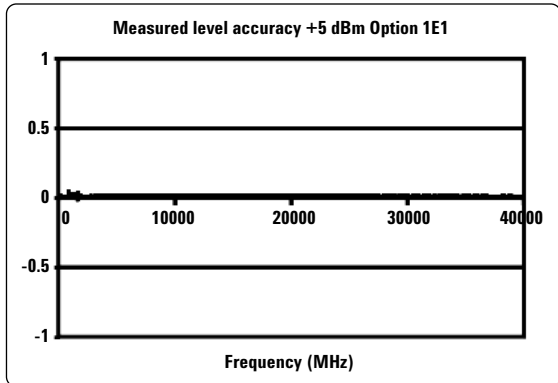 Measured level accuracy +5 dBm Option 1E1
1
0.5
0
0 10000 20000 30000 40000
-0.5
-1
Frequency (MHz)